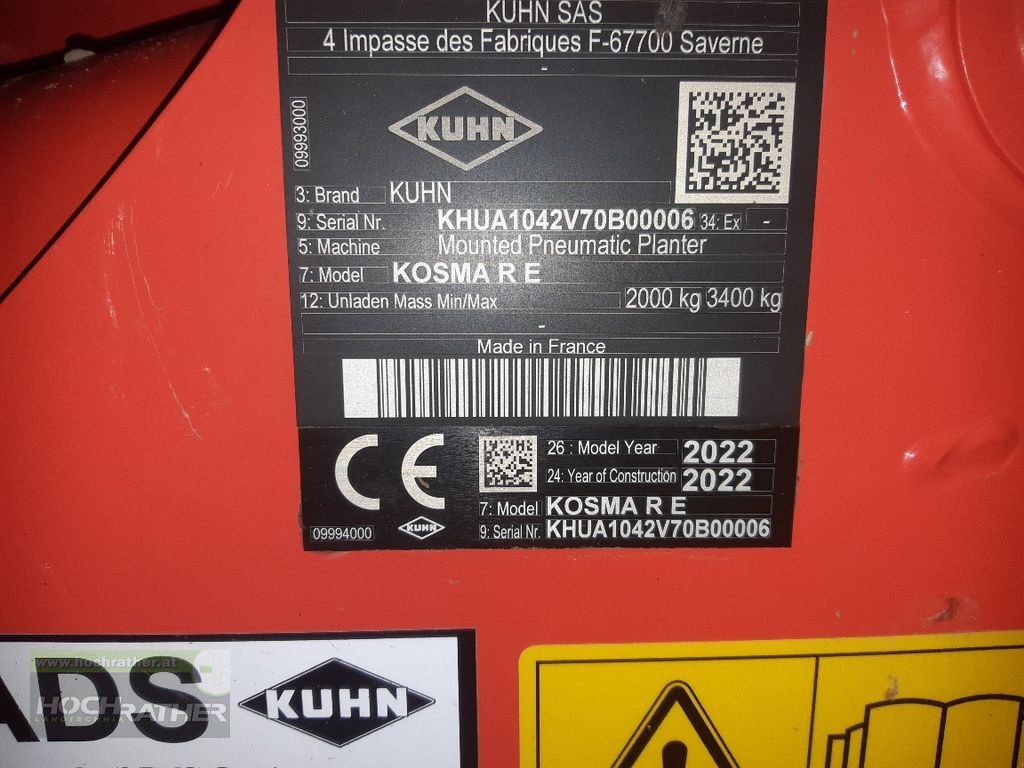 KUHN SAS
4 Impasse des Fabriques F-67700 Saverne
-
09993000
KUHN
3: Brand KUHN
9: Serial Nr. KHUA1042V70B00006 34: Ex -
5: Machine Mounted Pneumatic Planter
7: Model KOSMA R E
12: Unladen Mass Min/Max 2000 kg 3400 kg
-
Made in France
CE
26 : Model Year 2022
24: Year of Construction 2022
7: Model KOSMA R E
9: Serial Nr. KHUA1042V70B00006
09994000
KUHN
ADS
KUHN
www.hochrather.at
HOCHRATHER
LANDTECHNIK